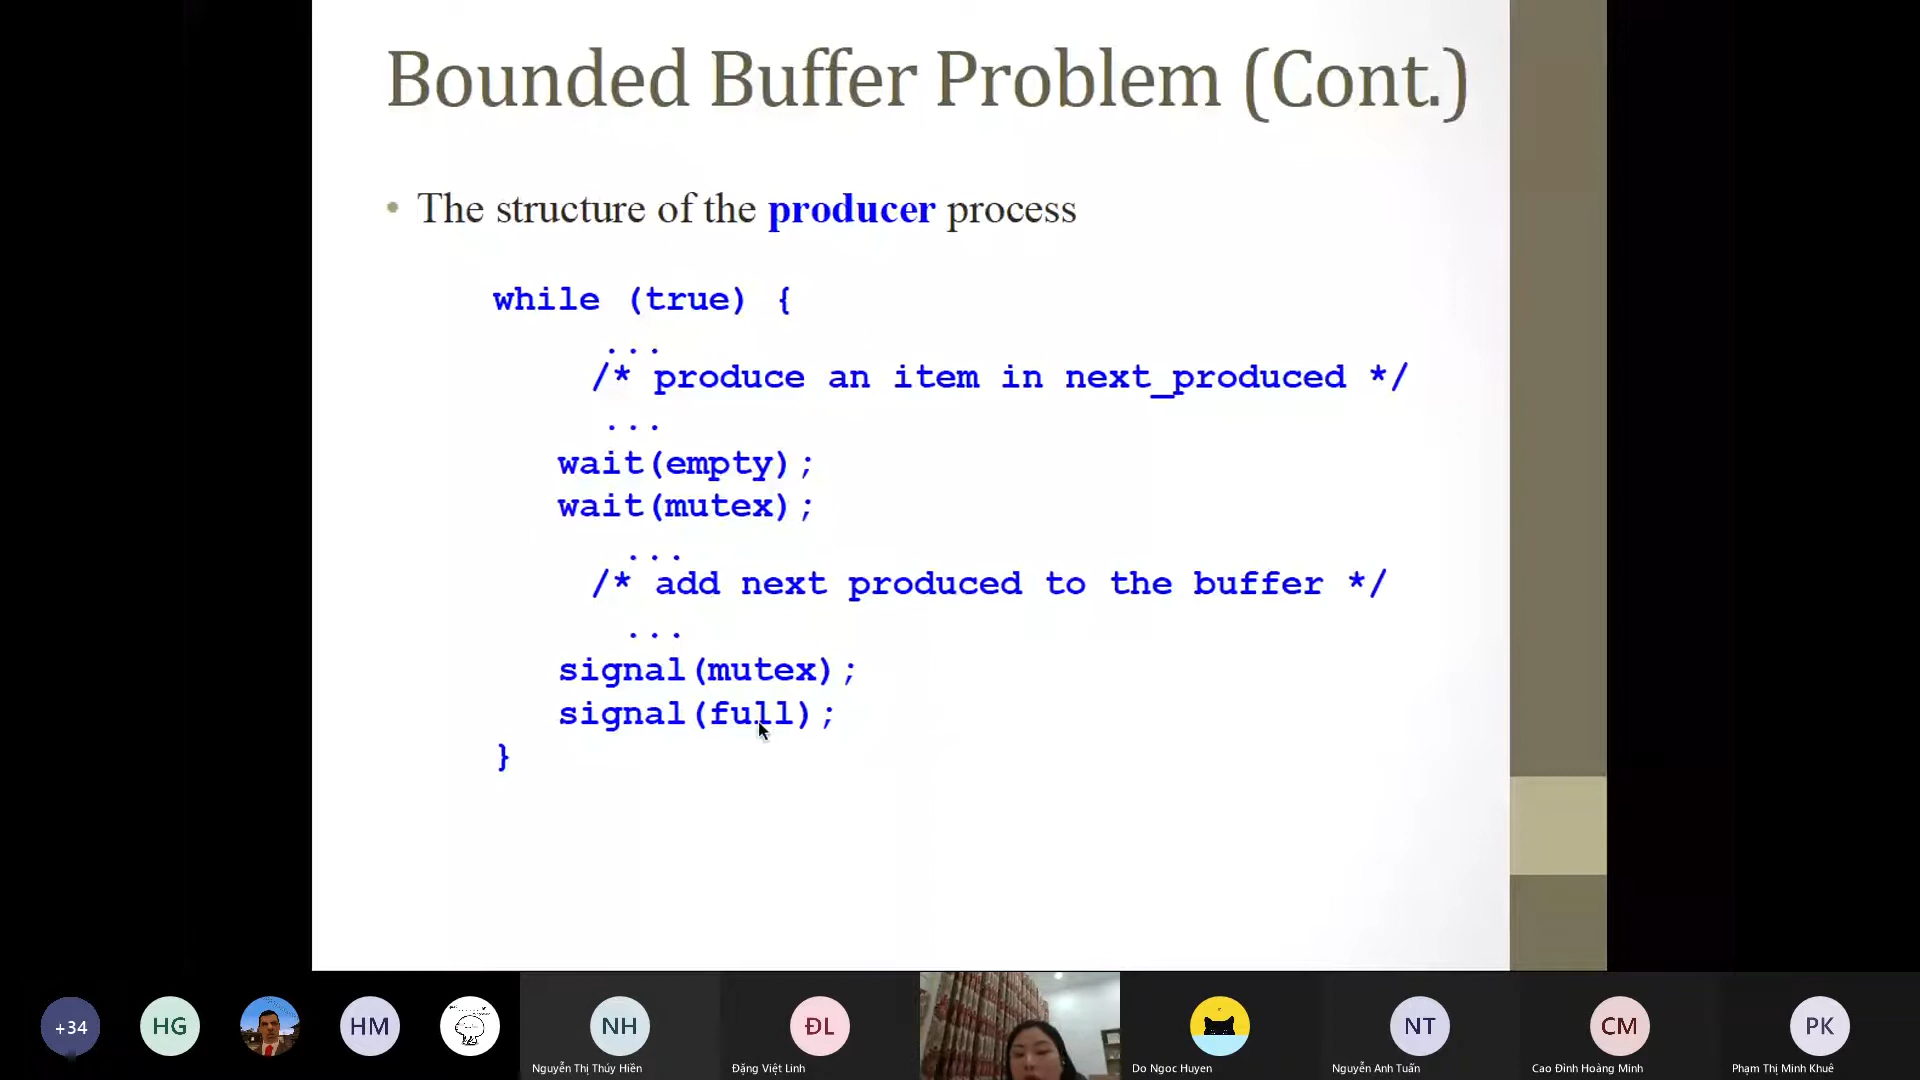 Bounded Buffer Problem (Cont.)
• The structure of the producer process
while (true) {
...
/* produce an item in next_produced */
...
wait(empty);
wait(mutex);
...
/* add next produced to the buffer */
...
signal(mutex);
signal(full);
}
+34
HG
HM
NH
ĐL
NT
CM
PK
Nguyễn Thị Thúy Hiền
Đặng Việt Linh
Do Ngoc Huyen
Nguyễn Anh Tuấn
Cao Đình Hoàng Minh
Phạm Thị Minh Khuê